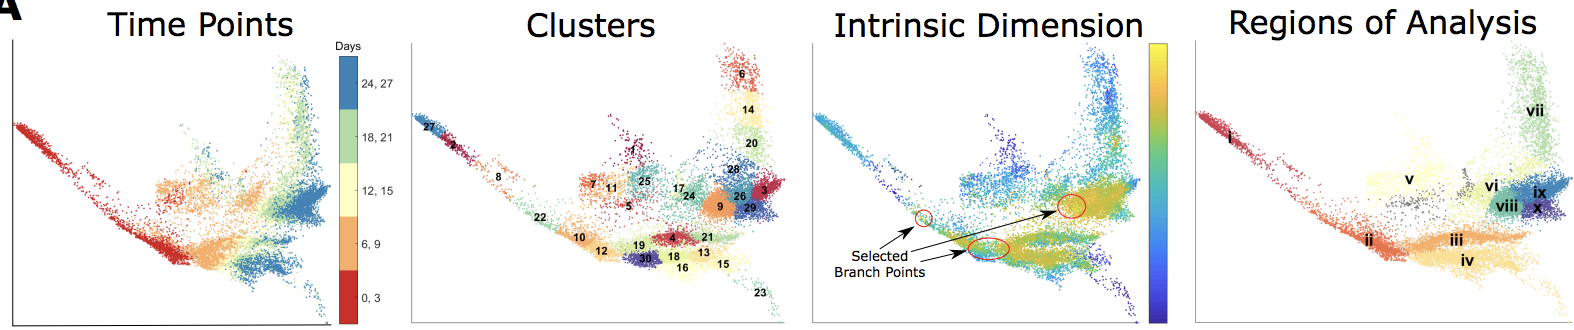 A
Time Points
Clusters
Intrinsic Dimension
Regions of Analysis
Days
24, 27
18, 21
12, 15
6, 9
0, 3
6
14
20
27
2
8
1
28
7
11
25
17
24
26
3
5
9
29
22
10
12
19
4
21
30
18
13
16
15
23
Selected
Branch Points
i
ii
iii
iv
v
vi
vii
viii
ix
x